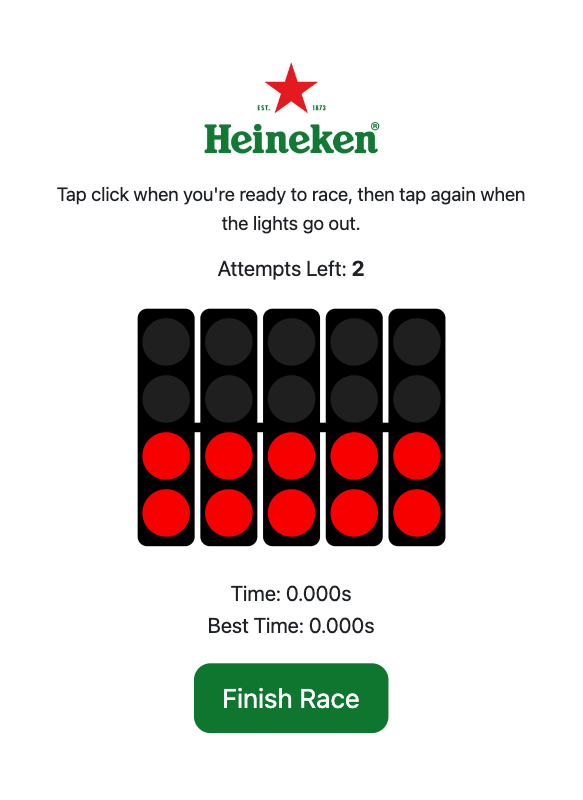 EST. 1873
Heineken®
Tap click when you're ready to race, then tap again when
the lights go out.
Attempts Left: 2
Time: 0.000s
Best Time: 0.000s
Finish Race